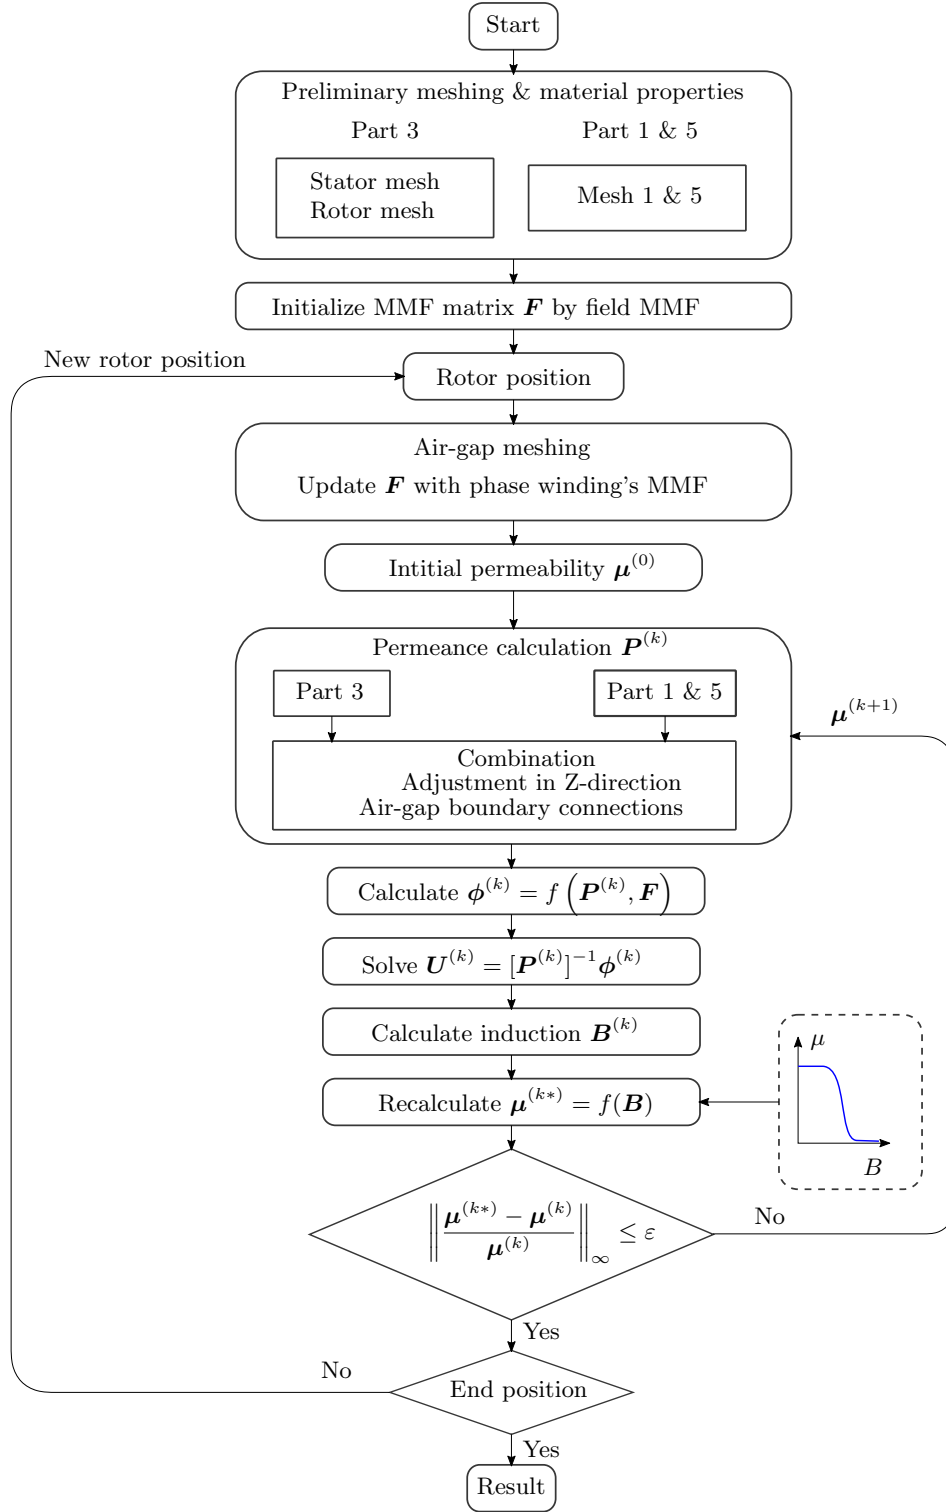 Start
Preliminary meshing & material properties
Part 3
Part 1 & 5
Stator mesh
Rotor mesh
Mesh 1 & 5
Initialize MMF matrix F by field MMF
New rotor position
Rotor position
Air-gap meshing
Update F with phase winding's MMF
Intitial permeability μ^(0)
Permeance calculation P^(k)
Part 3
Part 1 & 5
μ^(k+1)
Combination
Adjustment in Z-direction
Air-gap boundary connections
Calculate ϕ^(k) = f(P^(k), F)
Solve U^(k) = [P^(k)]^−1 ϕ^(k)
Calculate induction B^(k)
μ
Recalculate μ^(k*) = f(B)
B
‖(μ^(k*) − μ^(k)) / μ^(k)‖_∞ ≤ ε
No
Yes
No
End position
Yes
Result